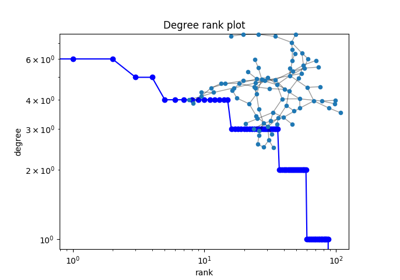 Degree rank plot
6 × 10⁰
4 × 10⁰
3 × 10⁰
2 × 10⁰
10⁰
degree
10⁰
10¹
10²
rank